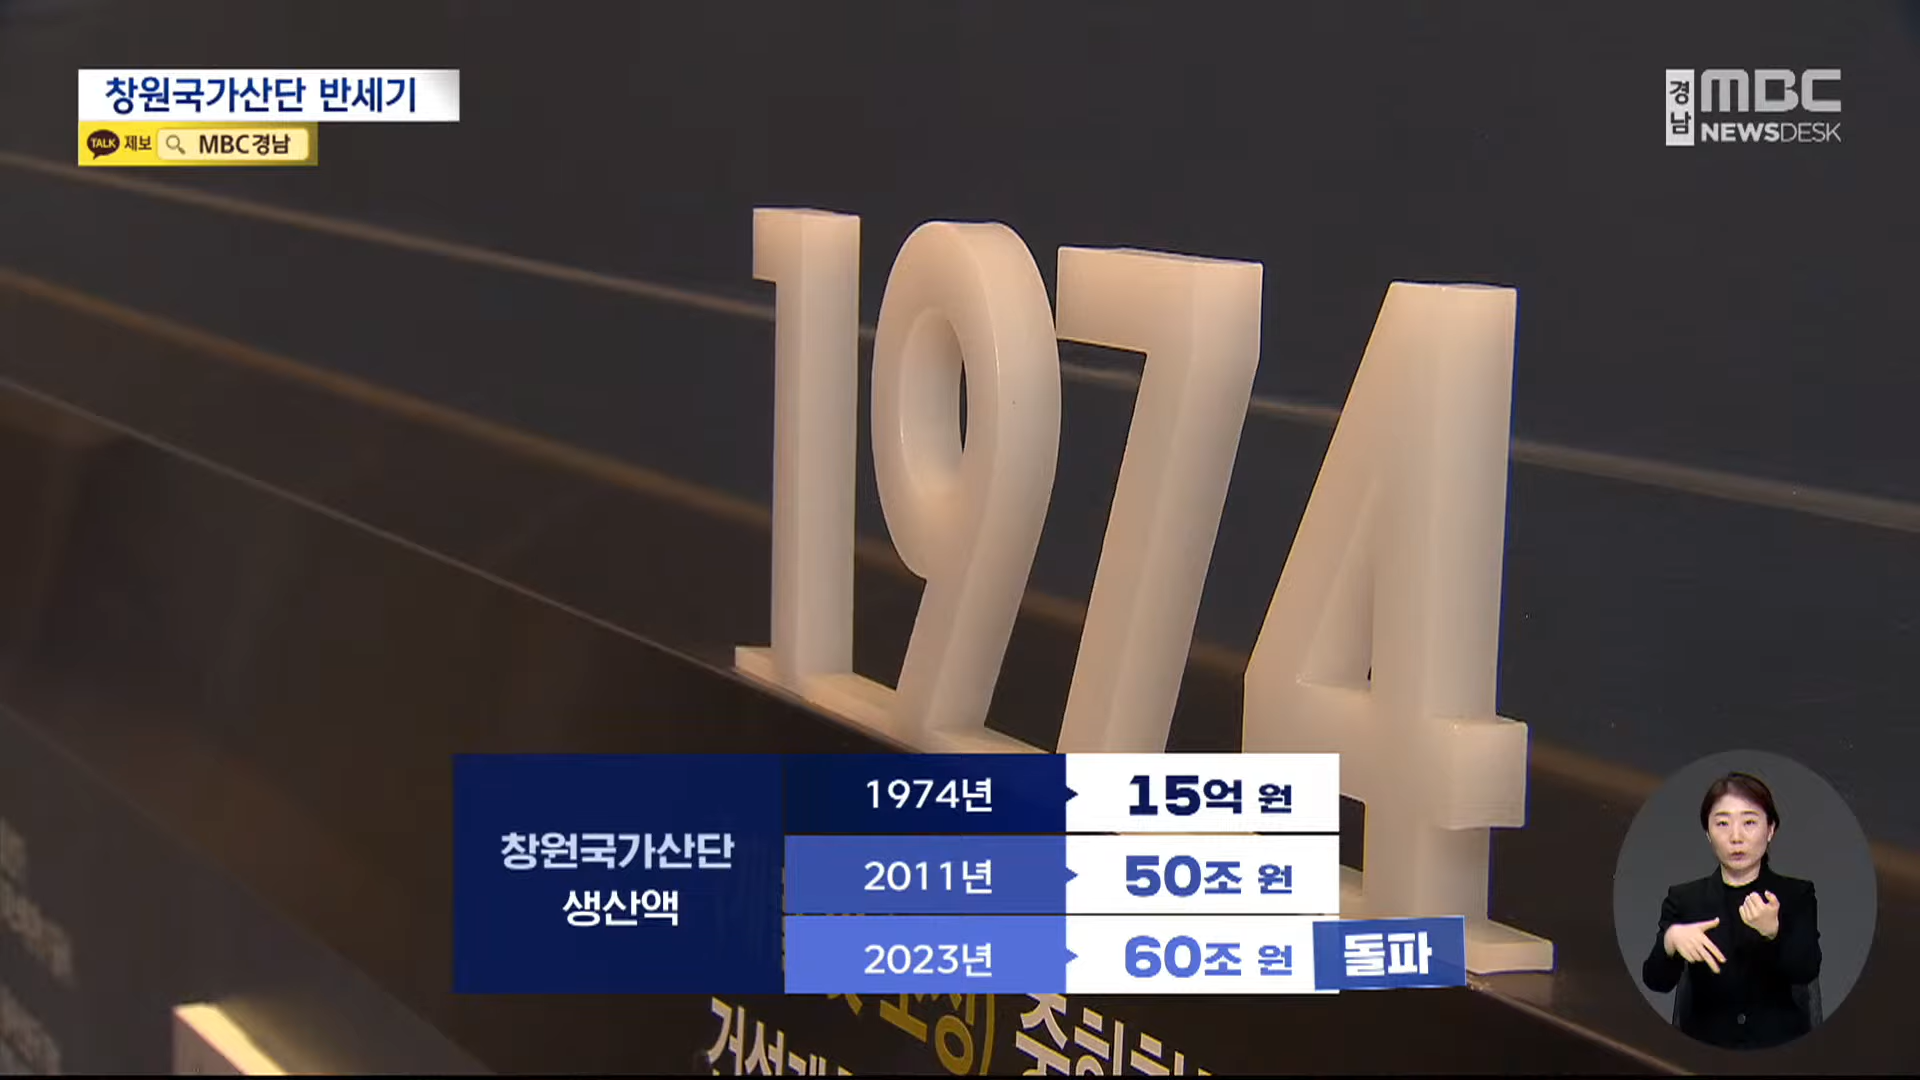 창원국가산단 반세기
TALK 제보 MBC경남
경남 MBC
NEWSDESK
1974
창원국가산단
생산액
1974년 15억 원
2011년 50조 원
2023년 60조 원 돌파